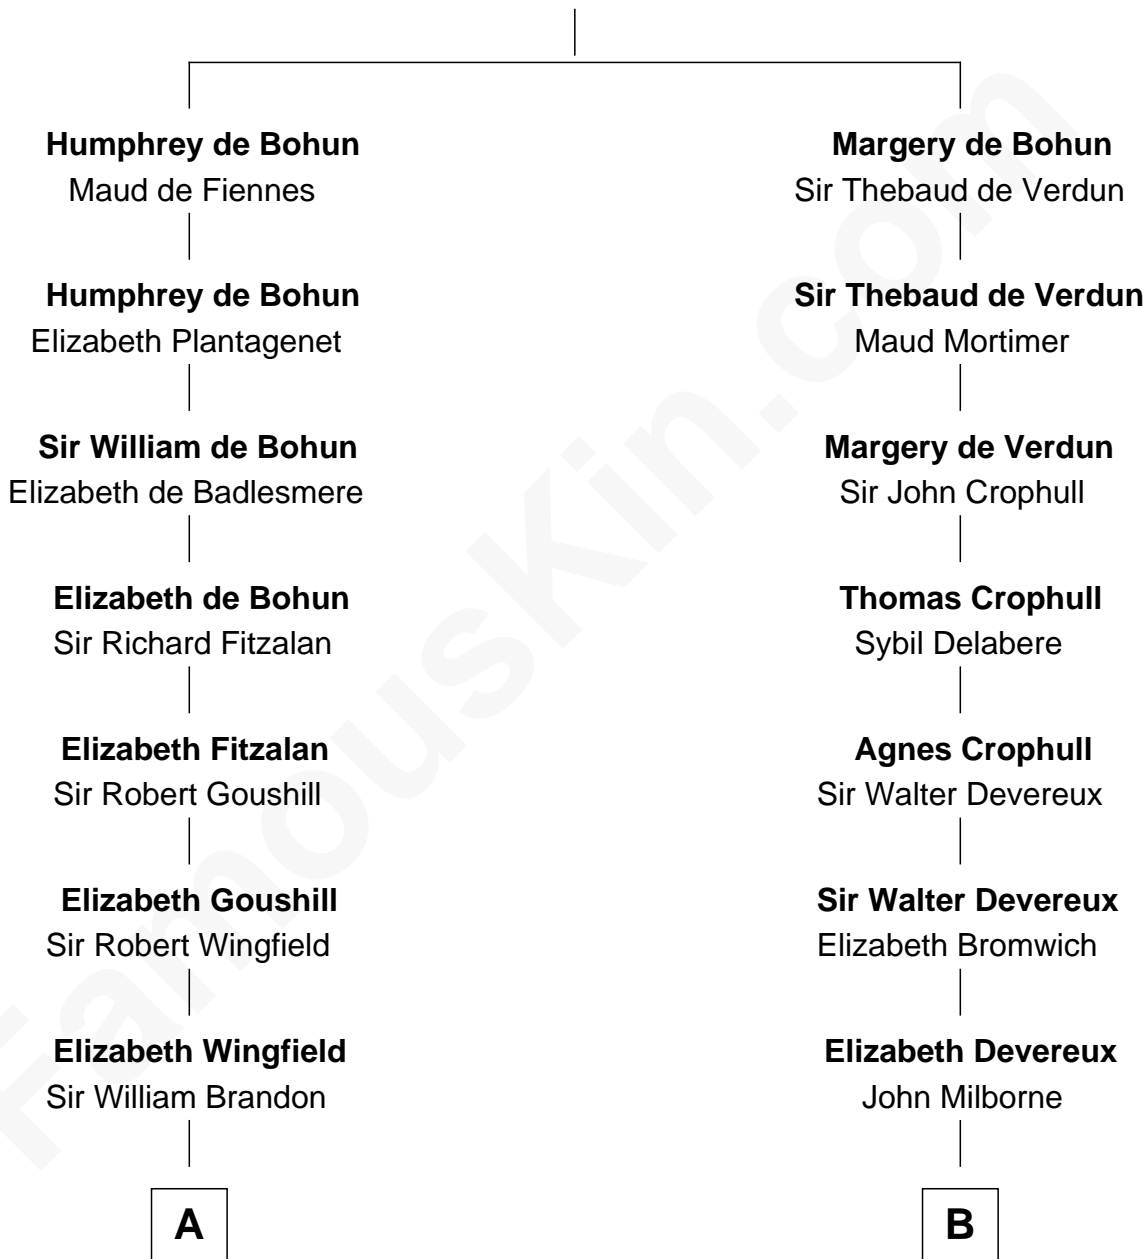 Humphrey de Bohun
Maud de Fiennes
Margery de Bohun
Sir Thebaud de Verdun
Humphrey de Bohun
Elizabeth Plantagenet
Sir Thebaud de Verdun
Maud Mortimer
Sir William de Bohun
Elizabeth de Badlesmere
Margery de Verdun
Sir John Crophull
Elizabeth de Bohun
Sir Richard Fitzalan
Thomas Crophull
Sybil Delabere
Elizabeth Fitzalan
Sir Robert Goushill
Agnes Crophull
Sir Walter Devereux
Elizabeth Goushill
Sir Robert Wingfield
Sir Walter Devereux
Elizabeth Bromwich
Elizabeth Wingfield
Sir William Brandon
Elizabeth Devereux
John Milborne
A
B
FamousKin.com